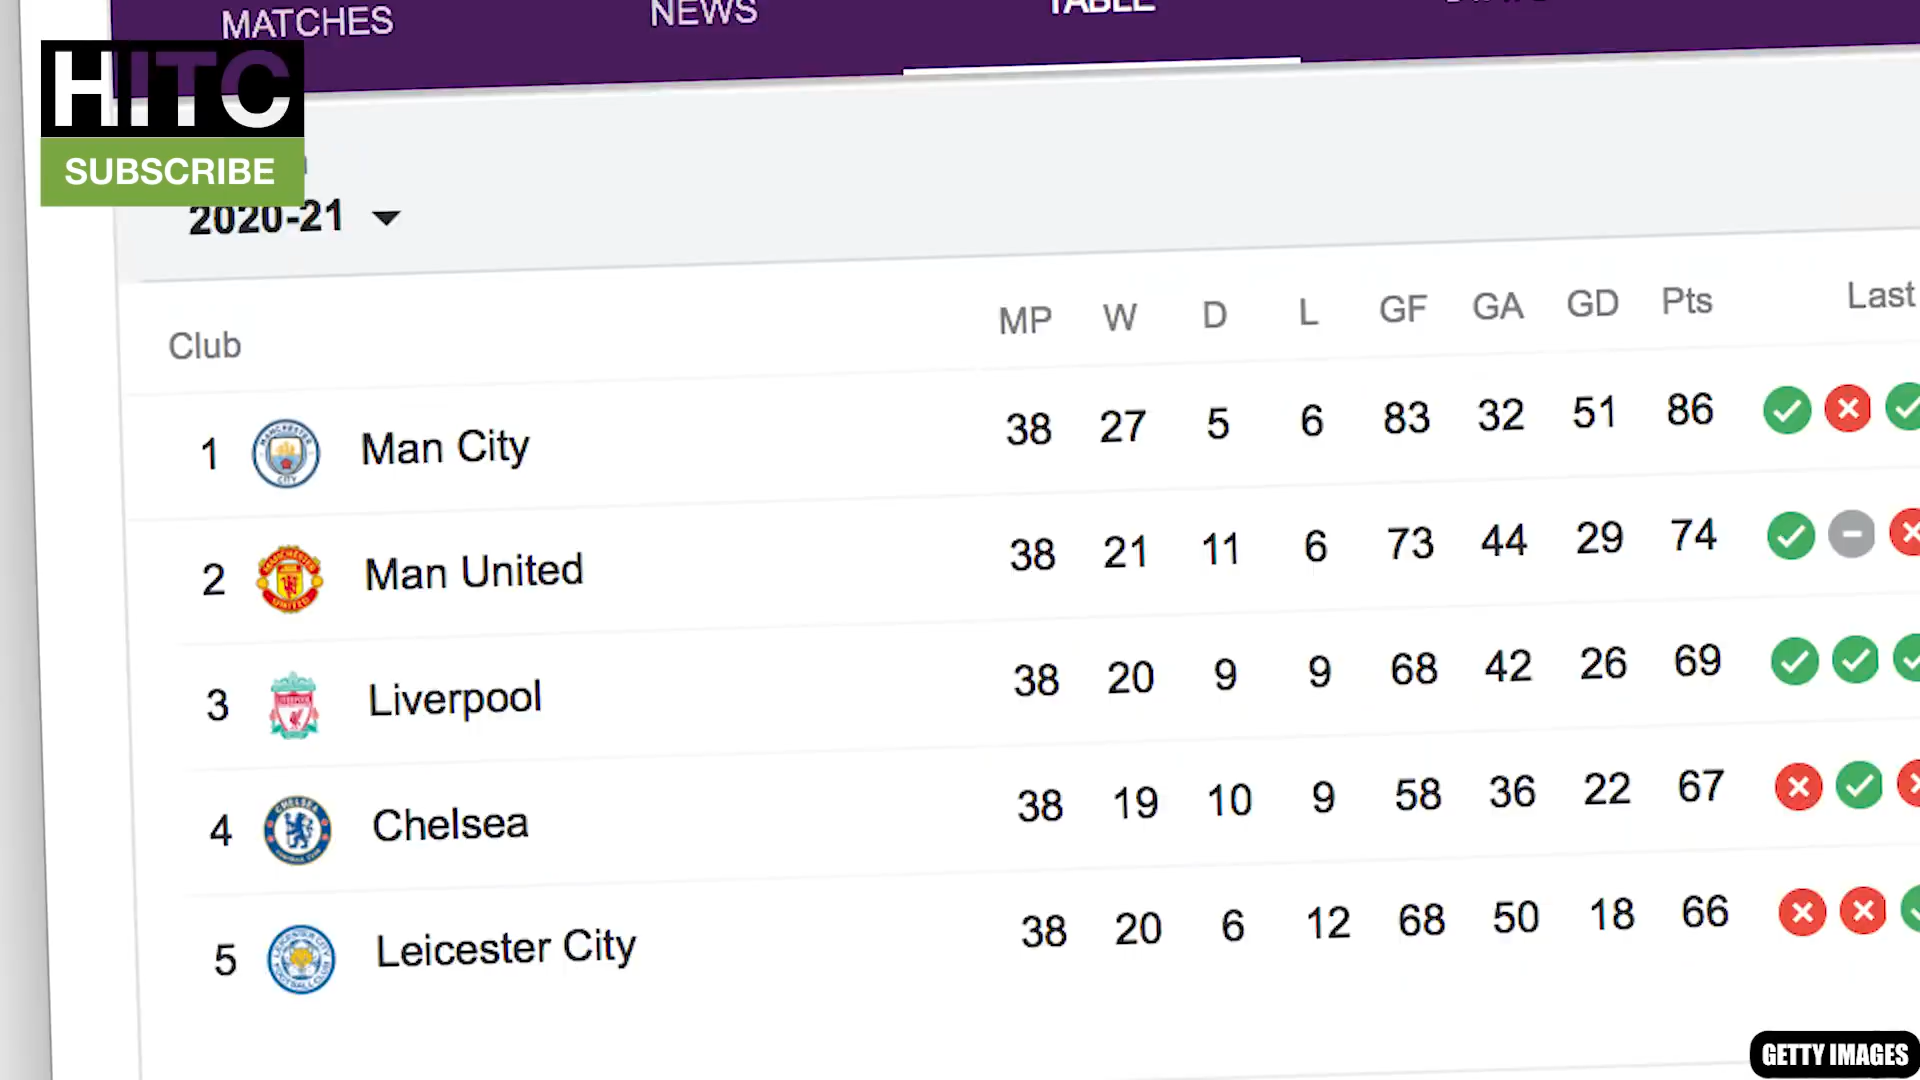 MATCHES NEWS TABLE
HITC
SUBSCRIBE
2020-21
Club MP W D L GF GA GD Pts Last
1 Man City 38 27 5 6 83 32 51 86
2 Man United 38 21 11 6 73 44 29 74
3 Liverpool 38 20 9 9 68 42 26 69
4 Chelsea 38 19 10 9 58 36 22 67
5 Leicester City 38 20 6 12 68 50 18 66
GETTY IMAGES